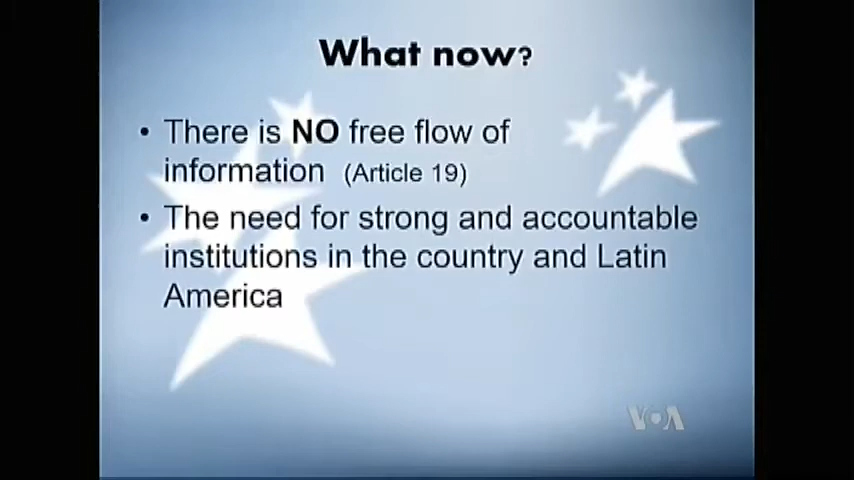 What now?
• There is NO free flow of
information (Article 19)
• The need for strong and accountable
institutions in the country and Latin
America
VOA